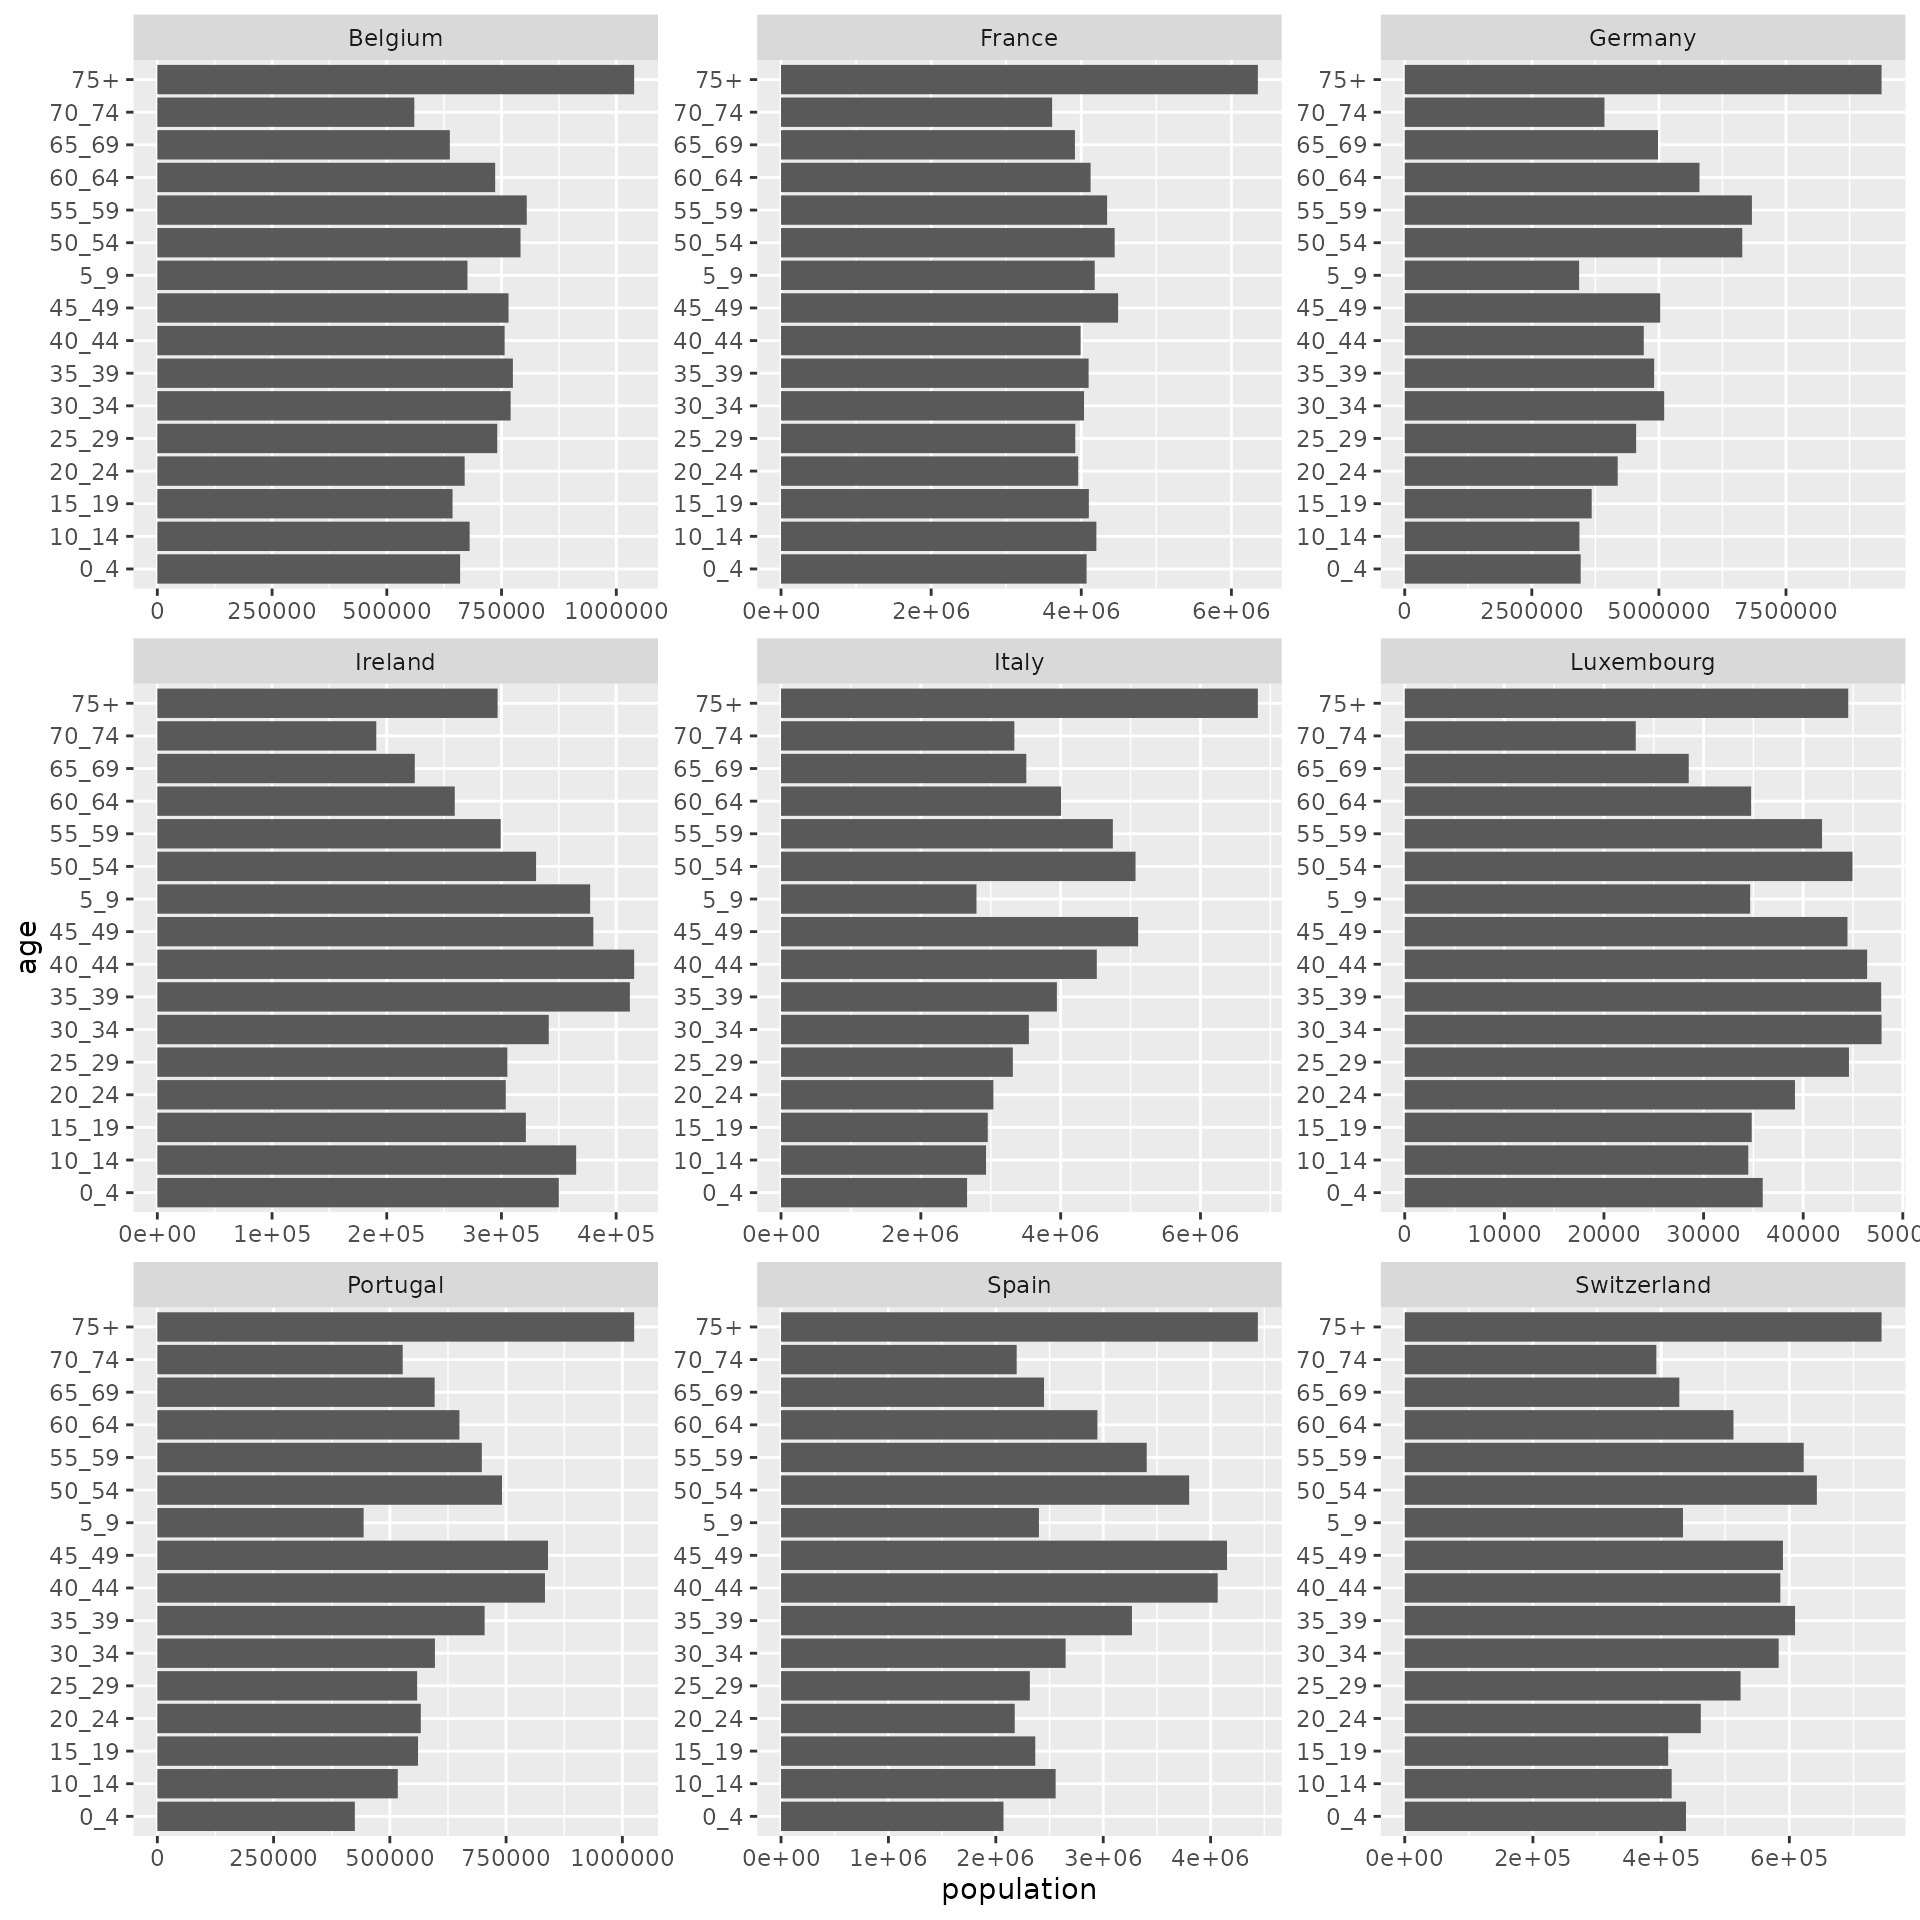 Belgium France Germany
75+ 75+ 75+
70_74 70_74 70_74
65_69 65_69 65_69
60_64 60_64 60_64
55_59 55_59 55_59
50_54 50_54 50_54
5_9 5_9 5_9
45_49 45_49 45_49
40_44 40_44 40_44
35_39 35_39 35_39
30_34 30_34 30_34
25_29 25_29 25_29
20_24 20_24 20_24
15_19 15_19 15_19
10_14 10_14 10_14
0_4 0_4 0_4
0 250000 500000 750000 1000000 0e+00 2e+06 4e+06 6e+06 0 2500000 5000000 7500000
Ireland Italy Luxembourg
75+ 75+ 75+
70_74 70_74 70_74
65_69 65_69 65_69
60_64 60_64 60_64
55_59 55_59 55_59
50_54 50_54 50_54
5_9 5_9 5_9
45_49 45_49 45_49
age
40_44 40_44 40_44
35_39 35_39 35_39
30_34 30_34 30_34
25_29 25_29 25_29
20_24 20_24 20_24
15_19 15_19 15_19
10_14 10_14 10_14
0_4 0_4 0_4
0e+00 1e+05 2e+05 3e+05 4e+05 0e+00 2e+06 4e+06 6e+06 0 10000 20000 30000 40000
Portugal Spain Switzerland
75+ 75+ 75+
70_74 70_74 70_74
65_69 65_69 65_69
60_64 60_64 60_64
55_59 55_59 55_59
50_54 50_54 50_54
5_9 5_9 5_9
45_49 45_49 45_49
40_44 40_44 40_44
35_39 35_39 35_39
30_34 30_34 30_34
25_29 25_29 25_29
20_24 20_24 20_24
15_19 15_19 15_19
10_14 10_14 10_14
0_4 0_4 0_4
0 250000 500000 750000 1000000 0e+00 1e+06 2e+06 3e+06 4e+06 0e+00 2e+05 4e+05 6e+05
population